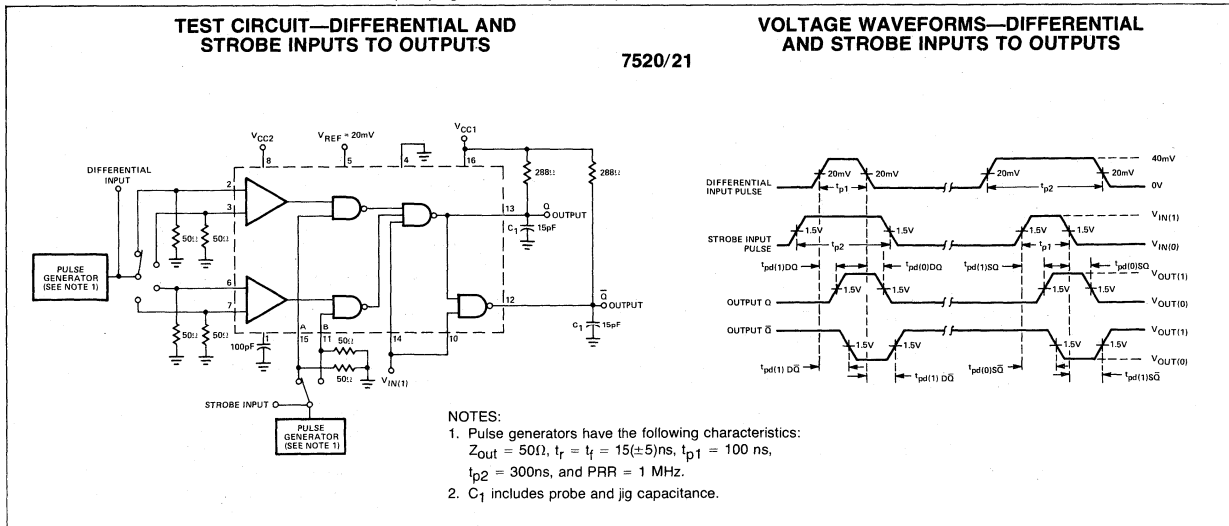 TEST CIRCUIT—DIFFERENTIAL AND
STROBE INPUTS TO OUTPUTS
7520/21
VOLTAGE WAVEFORMS—DIFFERENTIAL
AND STROBE INPUTS TO OUTPUTS
VCC2
8
VREF = 20mV
5
4
VCC1
16
288Ω
288Ω
DIFFERENTIAL
INPUT
2
3
50Ω
50Ω
13
Q
OUTPUT
C1
15pF
PULSE
GENERATOR
(SEE NOTE 1)
6
7
50Ω
50Ω
12
Q̄
OUTPUT
C1
15pF
1
100pF
A
15
B
11
50Ω
50Ω
14
10
VIN(1)
STROBE INPUT
PULSE
GENERATOR
(SEE NOTE 1)
DIFFERENTIAL
INPUT PULSE
20mV
20mV
tp1
20mV
20mV
tp2
40mV
0V
STROBE INPUT
PULSE
1.5V
1.5V
tp2
1.5V
1.5V
tp1
VIN(1)
VIN(0)
tpd(1)DQ
tpd(0)DQ
tpd(1)SQ
tpd(0)SQ
OUTPUT Q
1.5V
1.5V
1.5V
1.5V
VOUT(1)
VOUT(0)
OUTPUT Q̄
1.5V
1.5V
1.5V
1.5V
VOUT(1)
VOUT(0)
tpd(1) DQ̄
tpd(1) DQ̄
tpd(0)SQ̄
tpd(1)SQ̄
NOTES:
1. Pulse generators have the following characteristics:
Zout = 50Ω, tr = tf = 15(±5)ns, tp1 = 100 ns,
tp2 = 300ns, and PRR = 1 MHz.
2. C1 includes probe and jig capacitance.